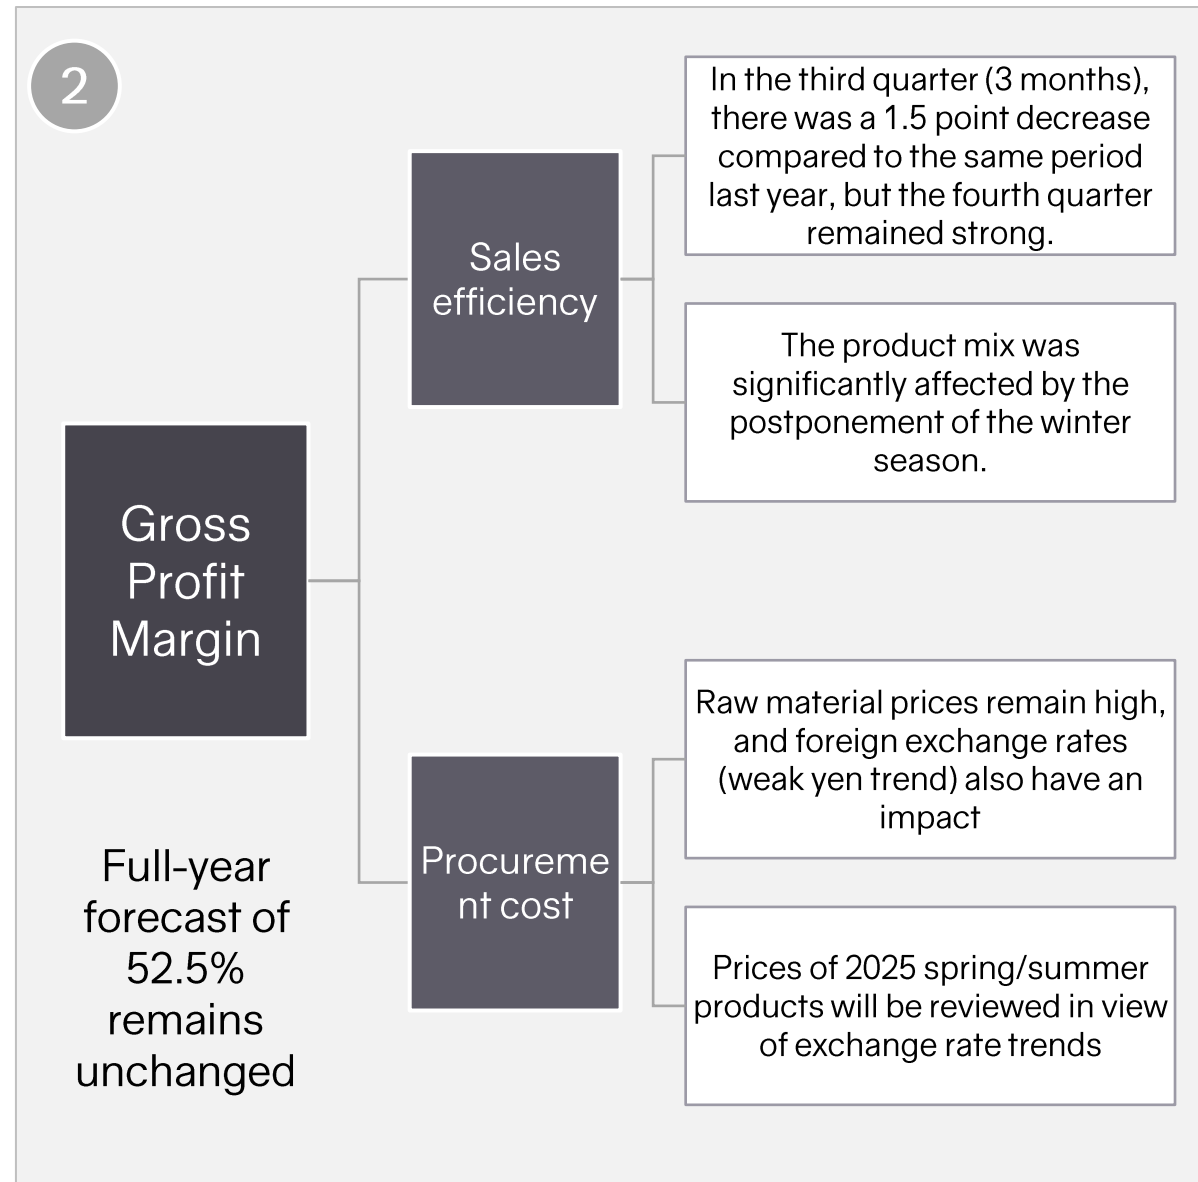 2
Gross
Profit
Margin
Full-year
forecast of
52.5%
remains
unchanged
Sales
efficiency
In the third quarter (3 months),
there was a 1.5 point decrease
compared to the same period
last year, but the fourth quarter
remained strong.
The product mix was
significantly affected by the
postponement of the winter
season.
Procureme
nt cost
Raw material prices remain high,
and foreign exchange rates
(weak yen trend) also have an
impact
Prices of 2025 spring/summer
products will be reviewed in view
of exchange rate trends